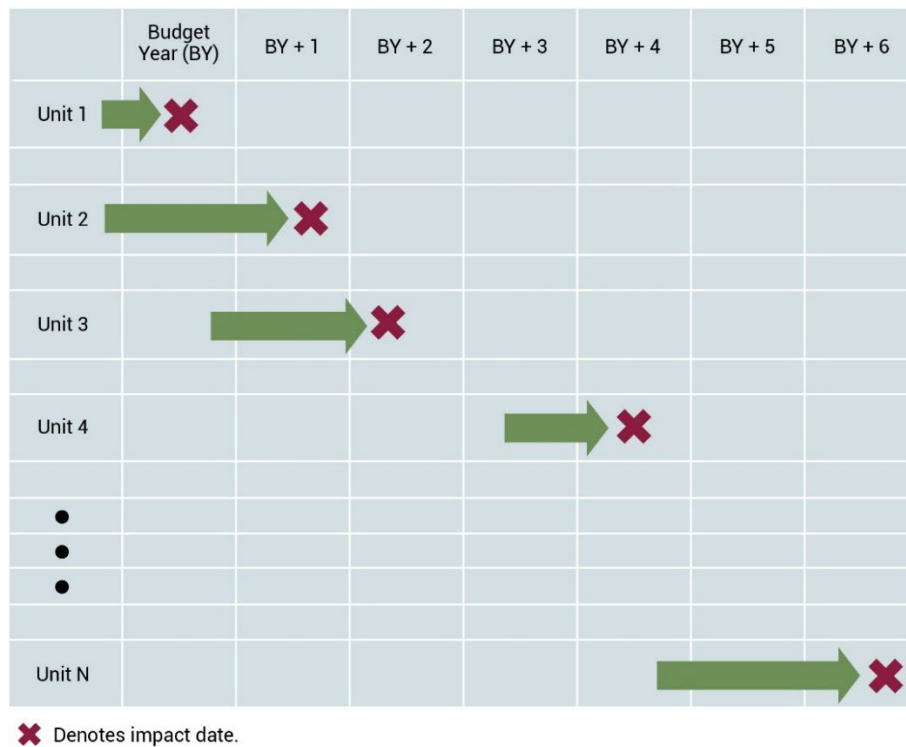 Budget
Year (BY)
BY + 1
BY + 2
BY + 3
BY + 4
BY + 5
BY + 6
Unit 1
Unit 2
Unit 3
Unit 4
Unit N
Denotes impact date.